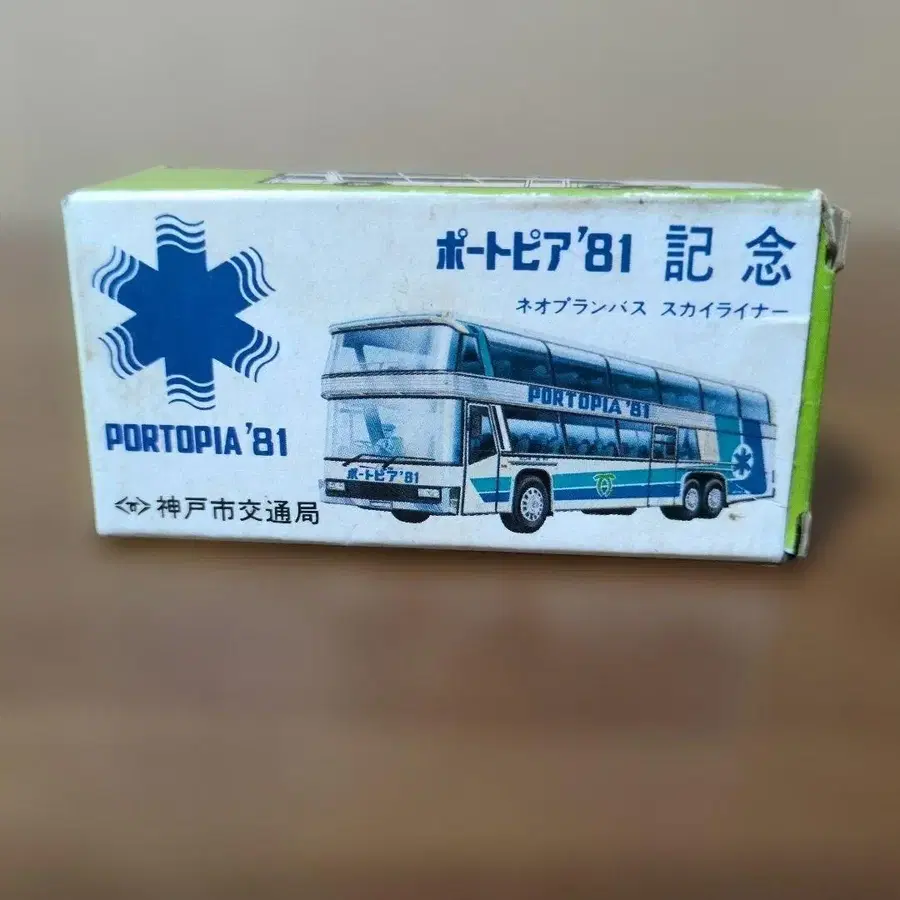 ポートピア'81 記念
ネオプランバス スカイライナー
PORTOPIA '81
ポートピア'81
PORTOPIA '81
神戸市交通局